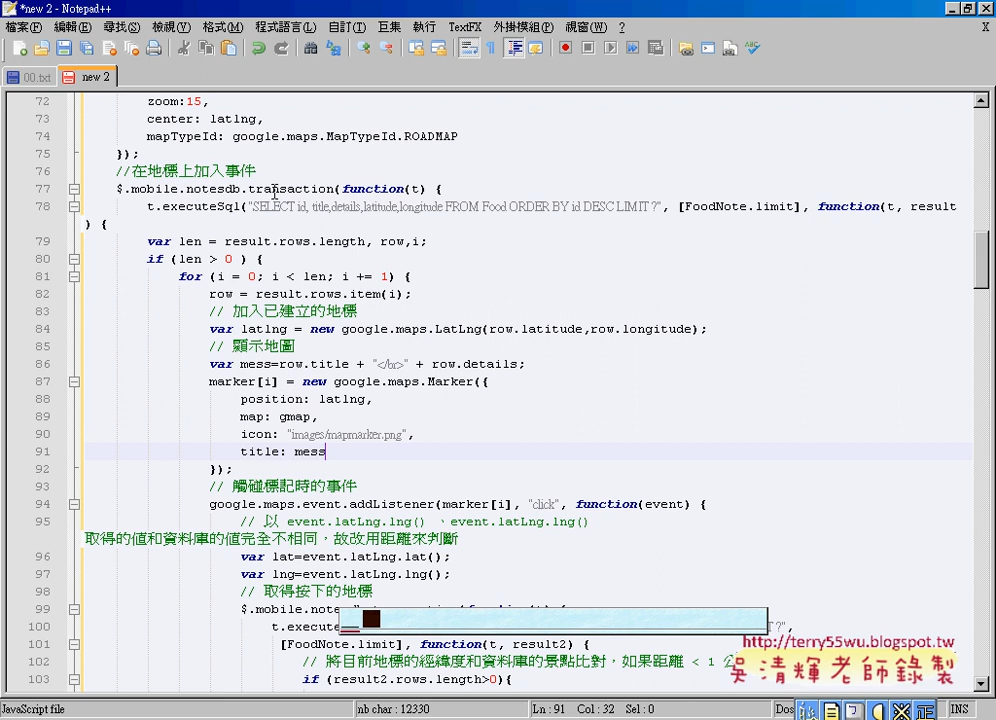 *new 2 - Notepad++
檔案(F) 編輯(E) 尋找(S) 檢視(V) 格式(M) 程式語言(L) 自訂(T) 巨集 執行 TextFX 外掛模組(P) 視窗(W) ? X
00.txt new 2
72 zoom:15,
73 center: latlng,
74 mapTypeId: google.maps.MapTypeId.ROADMAP
75 });
76 //在地標上加入事件
77 $.mobile.notesdb.transaction(function(t) {
78 t.executeSql("SELECT id, title,details,latitude,longitude FROM Food ORDER BY id DESC LIMIT ?", [FoodNote.limit], function(t, result
) {
79 var len = result.rows.length, row,i;
80 if (len > 0 ) {
81 for (i = 0; i < len; i += 1) {
82 row = result.rows.item(i);
83 // 加入已建立的地標
84 var latlng = new google.maps.LatLng(row.latitude,row.longitude);
85 // 顯示地圖
86 var mess=row.title + "</br>" + row.details;
87 marker[i] = new google.maps.Marker({
88 position: latlng,
89 map: gmap,
90 icon: "images/mapmarker.png",
91 title: mess
92 });
93 // 觸碰標記時的事件
94 google.maps.event.addListener(marker[i], "click", function(event) {
95 // 以 event.latLng.lng() 、event.latLng.lng()
取得的值和資料庫的值完全不相同，故改用距離來判斷
96 var lat=event.latLng.lat();
97 var lng=event.latLng.lng();
98 // 取得按下的地標
99 $.mobile.note
100 t.execute T ?",
101 [FoodNote.limit], function(t, result2) {
102 // 將目前地標的經緯度和資料庫的景點比對，如果距離 < 1 公
103 if (result2.rows.length>0){
http://terry55wu.blogspot.tw
吳清輝老師錄製
JavaScript file nb char : 12330 Ln : 91 Col : 32 Sel : 0 Dos INS